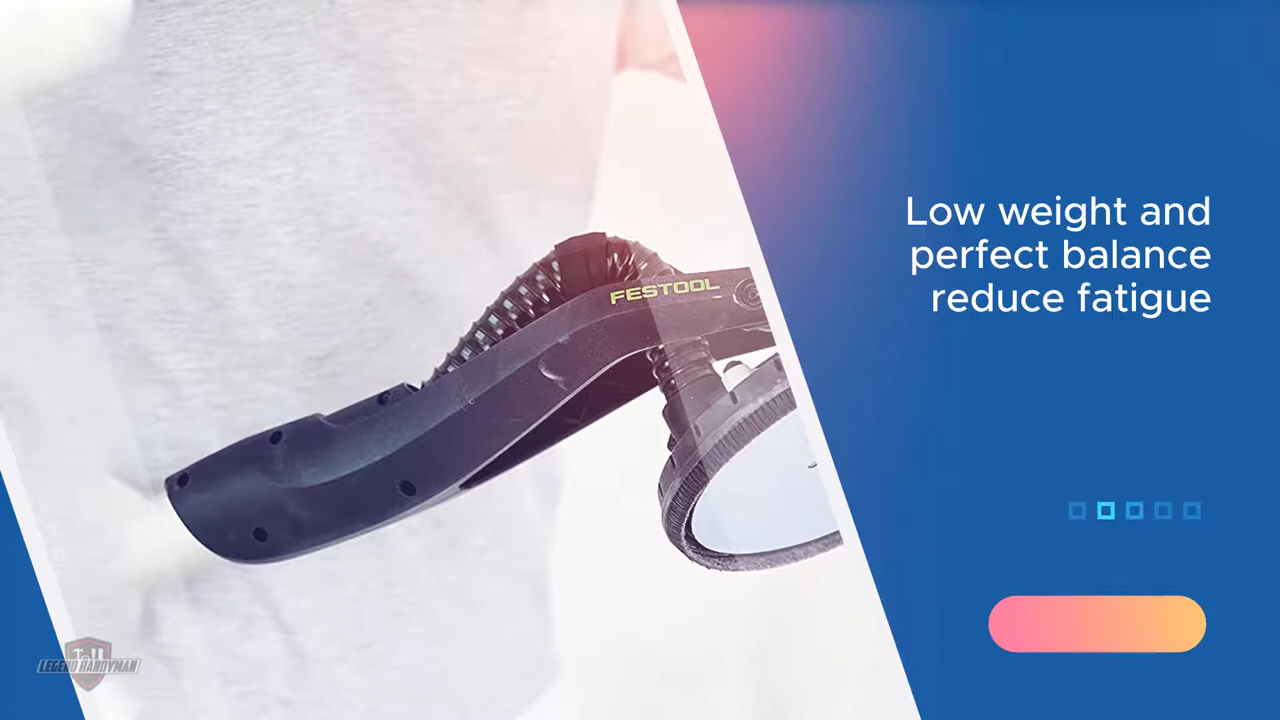 FESTOOL
Low weight and
perfect balance
reduce fatigue
LEGEND HANDYMAN